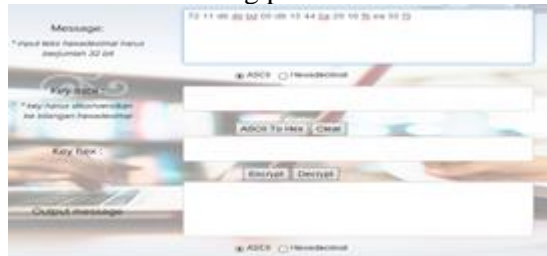 Message:
*input teks hexadecimal harus
berjumlah 32 bit
ASCII Hexadecimal
Key ASCII :
* key harus dikonversikan
ke bilangan hexadecimal
ASCII To Hex Clear
Key hex :
Encrypt Decrypt
Output message
ASCII Hexadecimal